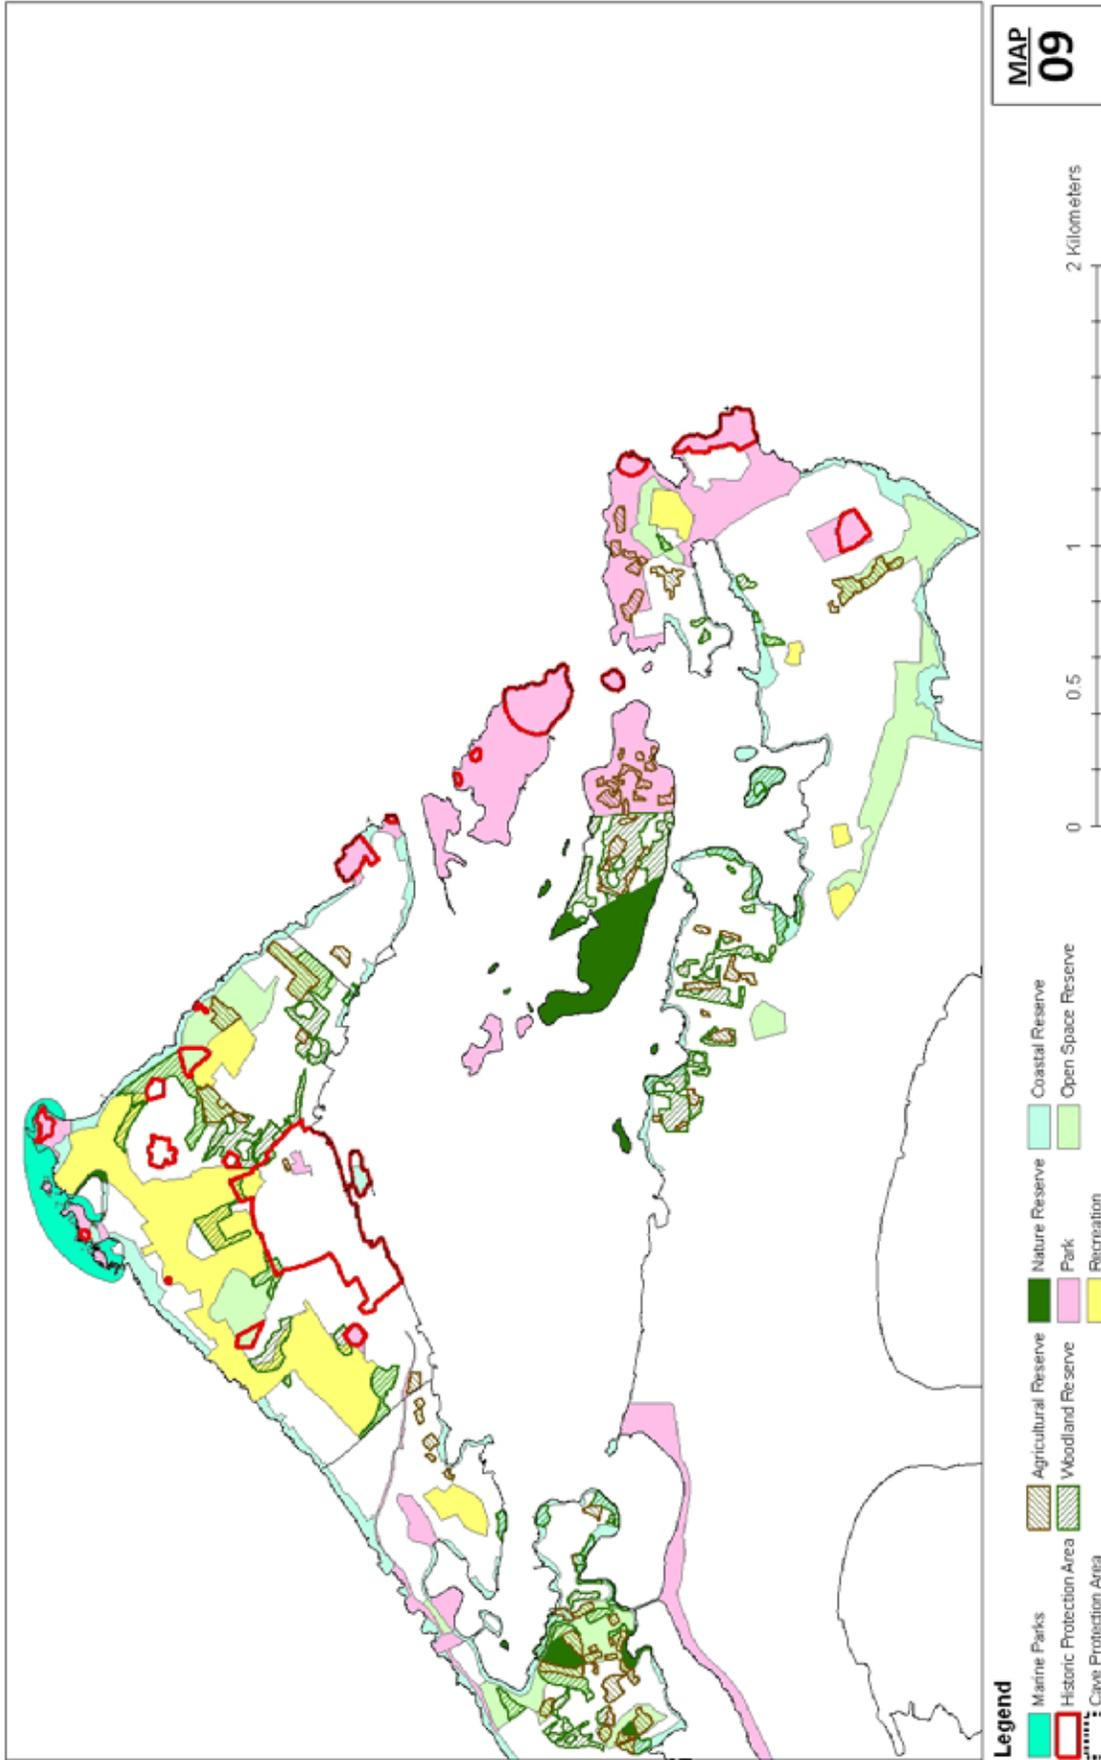 MAP
09
Legend
Marine Parks
Historic Protection Area
Cave Protection Area
Agricultural Reserve
Woodland Reserve
Nature Reserve
Park
Recreation
Coastal Reserve
Open Space Reserve
0 0.5 1 2 Kilometers